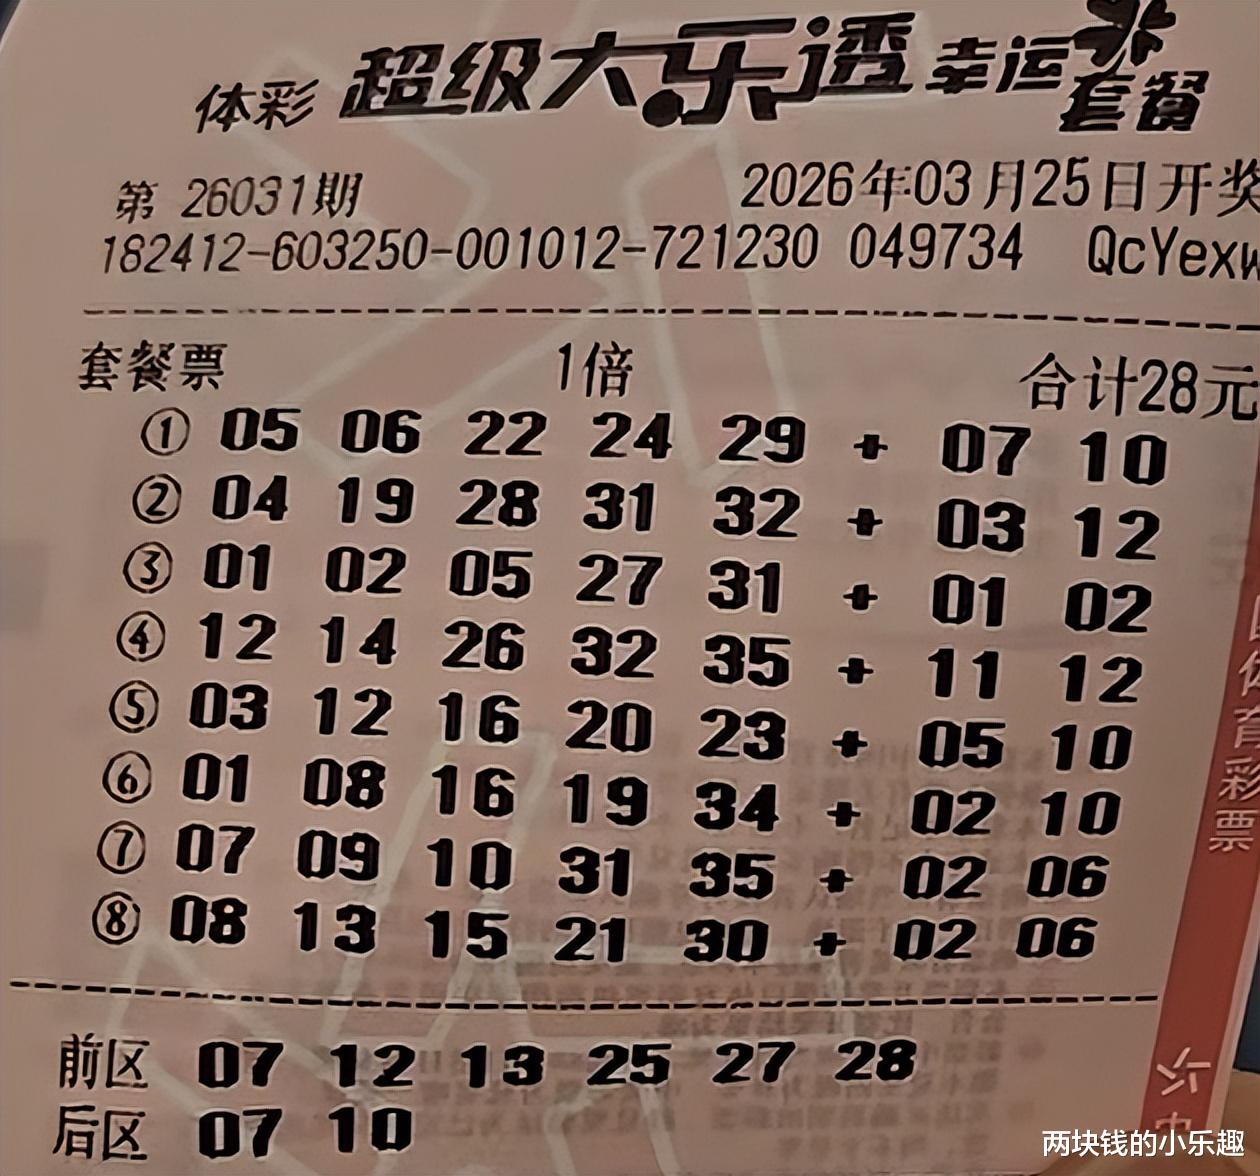 体彩 超级大乐透 幸运套餐
第 26031期 2026年03月25日开奖
182412-603250-001012-721230 049734 QcYexw
套餐票 1倍 合计28元
① 05 06 22 24 29 + 07 10
② 04 19 28 31 32 + 03 12
③ 01 02 05 27 31 + 01 02
④ 12 14 26 32 35 + 11 12
⑤ 03 12 16 20 23 + 05 10
⑥ 01 08 16 19 34 + 02 10
⑦ 07 09 10 31 35 + 02 06
⑧ 08 13 15 21 30 + 02 06
前区 07 12 13 25 27 28
后区 07 10
体育彩票
两块钱的小乐趣